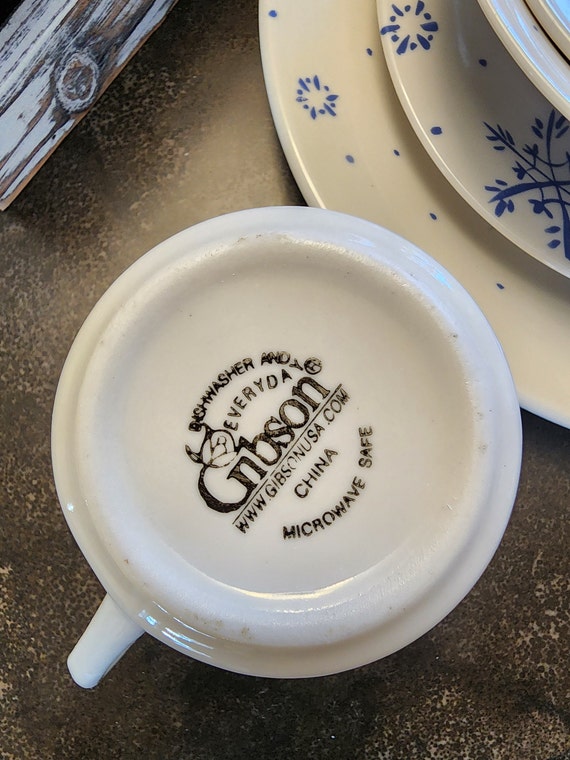 DISHWASHER AND
EVERYDAY
Gibson
WWW.GIBSONUSA.COM
CHINA
MICROWAVE SAFE